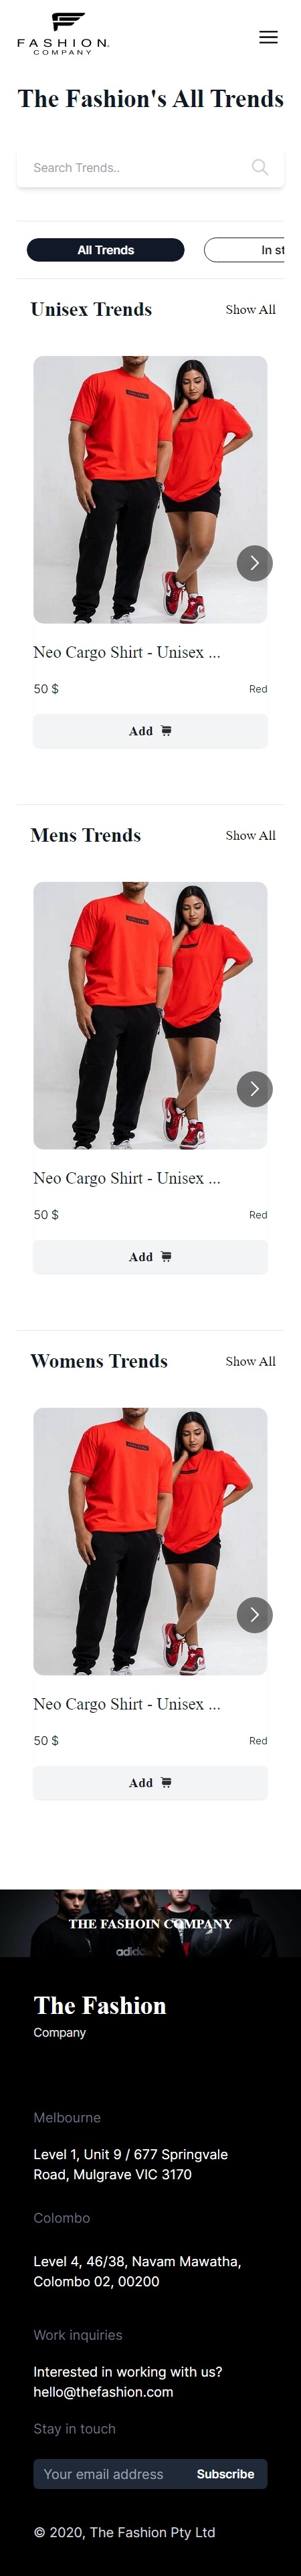 FASHION
COMPANY
The Fashion's All Trends
Search Trends..
All Trends
In st
Unisex Trends
Show All
Neo Cargo Shirt - Unisex ...
50 $
Red
Add
Mens Trends
Show All
Neo Cargo Shirt - Unisex ...
50 $
Red
Add
Womens Trends
Show All
Neo Cargo Shirt - Unisex ...
50 $
Red
Add
THE FASHOIN COMPANY
adidas
The Fashion
Company
Melbourne
Level 1, Unit 9 / 677 Springvale
Road, Mulgrave VIC 3170
Colombo
Level 4, 46/38, Navam Mawatha,
Colombo 02, 00200
Work inquiries
Interested in working with us?
hello@thefashion.com
Stay in touch
Your email address
Subscribe
© 2020, The Fashion Pty Ltd